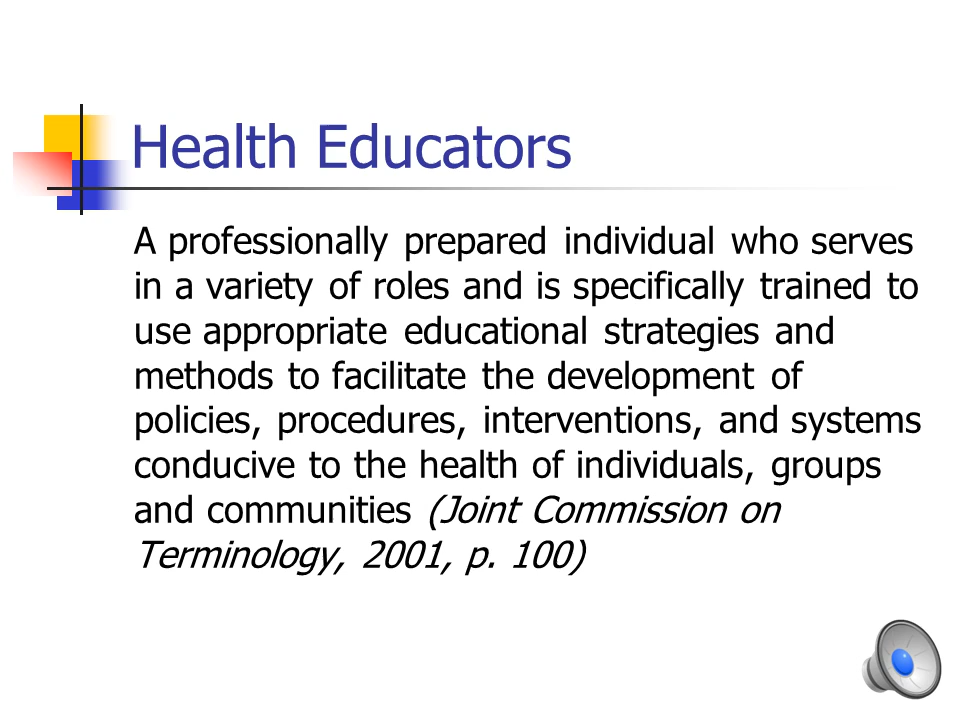 Health Educators
A professionally prepared individual who serves
in a variety of roles and is specifically trained to
use appropriate educational strategies and
methods to facilitate the development of
policies, procedures, interventions, and systems
conducive to the health of individuals, groups
and communities (Joint Commission on
Terminology, 2001, p. 100)